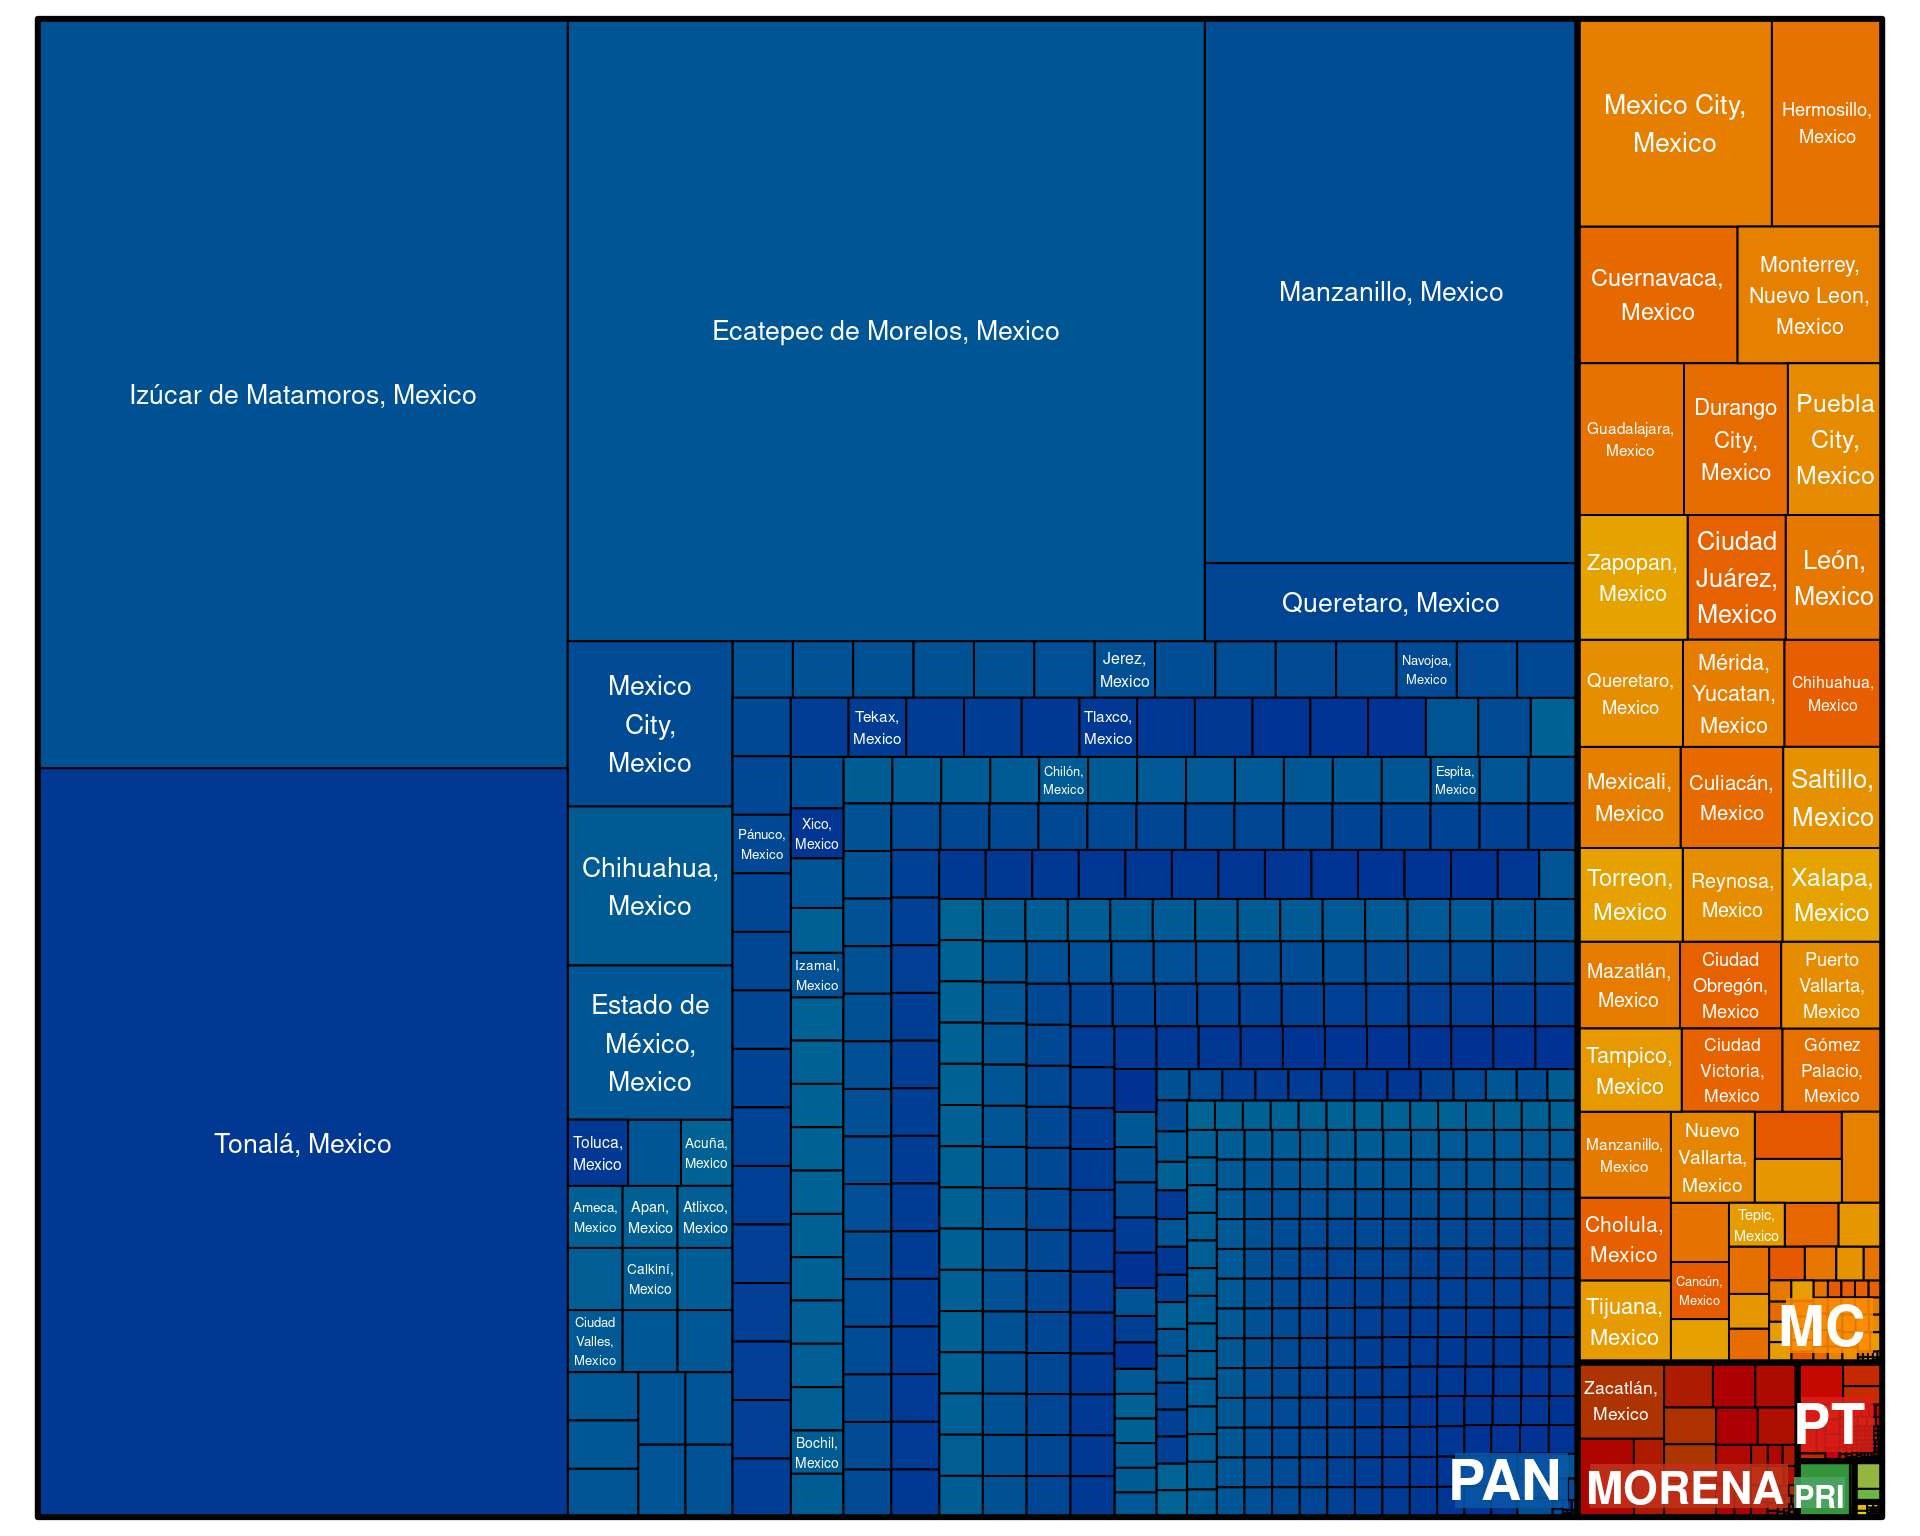 Izúcar de Matamoros, Mexico
Tonalá, Mexico
Ecatepec de Morelos, Mexico
Manzanillo, Mexico
Queretaro, Mexico
Mexico
City,
Mexico
Chihuahua,
Mexico
Estado de
México,
Mexico
Toluca,
Mexico
Acuña,
Mexico
Ameca,
Mexico
Apan,
Mexico
Atlixco,
Mexico
Calkiní,
Mexico
Ciudad
Valles,
Mexico
Jerez,
Mexico
Navojoa,
Mexico
Tekax,
Mexico
Tlaxco,
Mexico
Pánuco,
Mexico
Xico,
Mexico
Chilón,
Mexico
Espita,
Mexico
Izamal,
Mexico
Bochil,
Mexico
PAN
Mexico City,
Mexico
Hermosillo,
Mexico
Cuernavaca,
Mexico
Monterrey,
Nuevo Leon,
Mexico
Guadalajara,
Mexico
Durango
City,
Mexico
Puebla
City,
Mexico
Zapopan,
Mexico
Ciudad
Juárez,
Mexico
León,
Mexico
Queretaro,
Mexico
Mérida,
Yucatan,
Mexico
Chihuahua,
Mexico
Mexicali,
Mexico
Culiacán,
Mexico
Saltillo,
Mexico
Torreon,
Mexico
Reynosa,
Mexico
Xalapa,
Mexico
Mazatlán,
Mexico
Ciudad
Obregón,
Mexico
Puerto
Vallarta,
Mexico
Tampico,
Mexico
Ciudad
Victoria,
Mexico
Gómez
Palacio,
Mexico
Manzanillo,
Mexico
Nuevo
Vallarta,
Mexico
Cholula,
Mexico
Tepic,
Mexico
Cancún,
Mexico
Tijuana,
Mexico
MC
Zacatlán,
Mexico
MORENA
PT
PRI